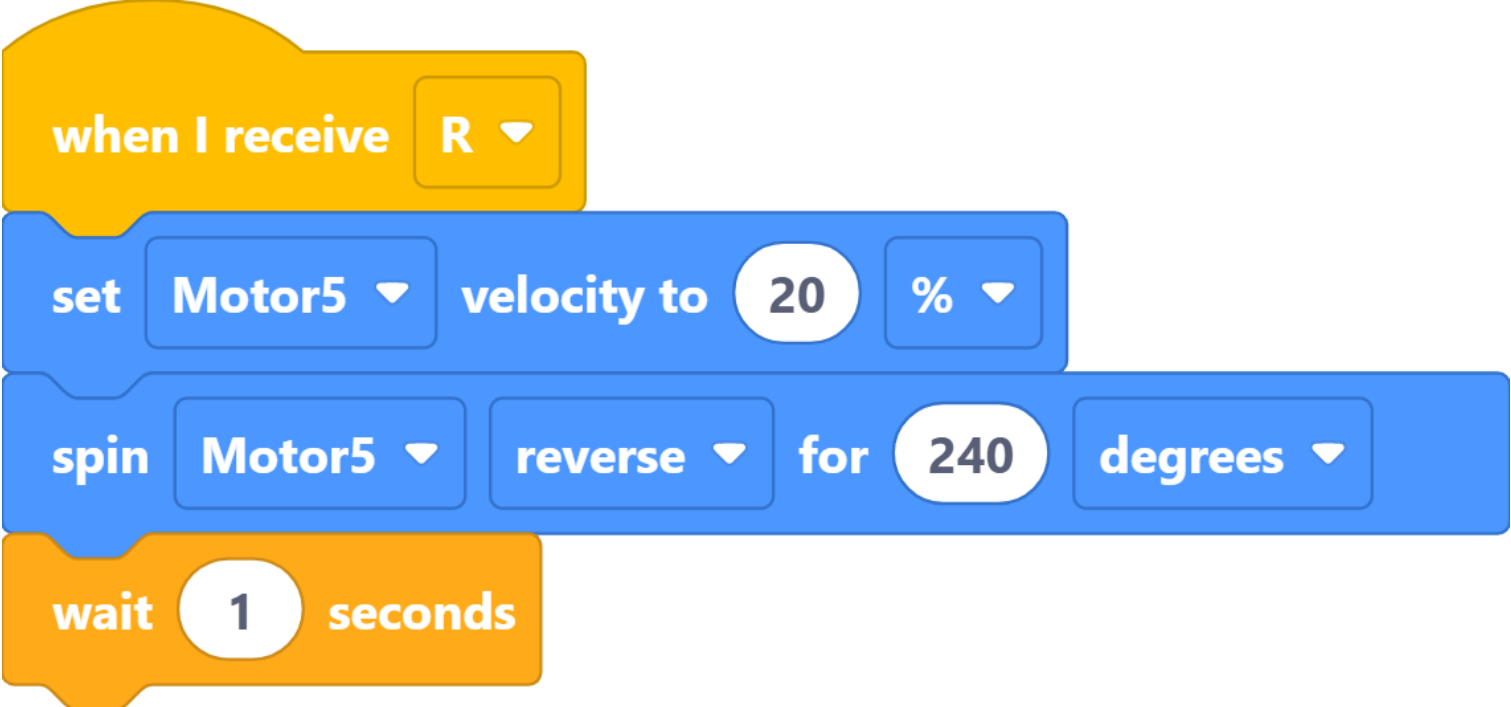 when I receive R
set Motor5 velocity to 20 %
spin Motor5 reverse for 240 degrees
wait 1 seconds